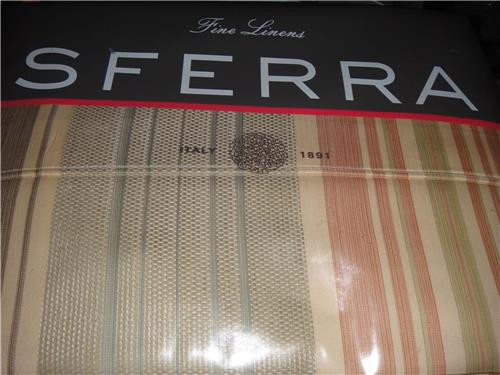 Fine Linens
SFERRA
ITALY 1891